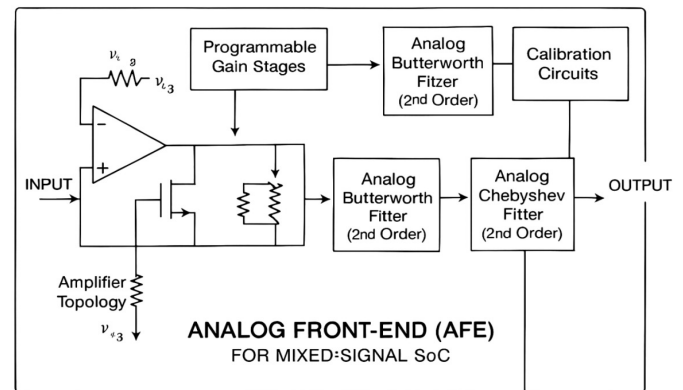 Programmable
Gain Stages
Analog
Butterworth
Fitzer
(2nd Order)
Calibration
Circuits
INPUT
Analog
Butterworth
Fitter
(2nd Order)
Analog
Chebyshev
Fitter
(2nd Order)
OUTPUT
Amplifier
Topology
ANALOG FRONT-END (AFE)
FOR MIXED:SIGNAL SoC